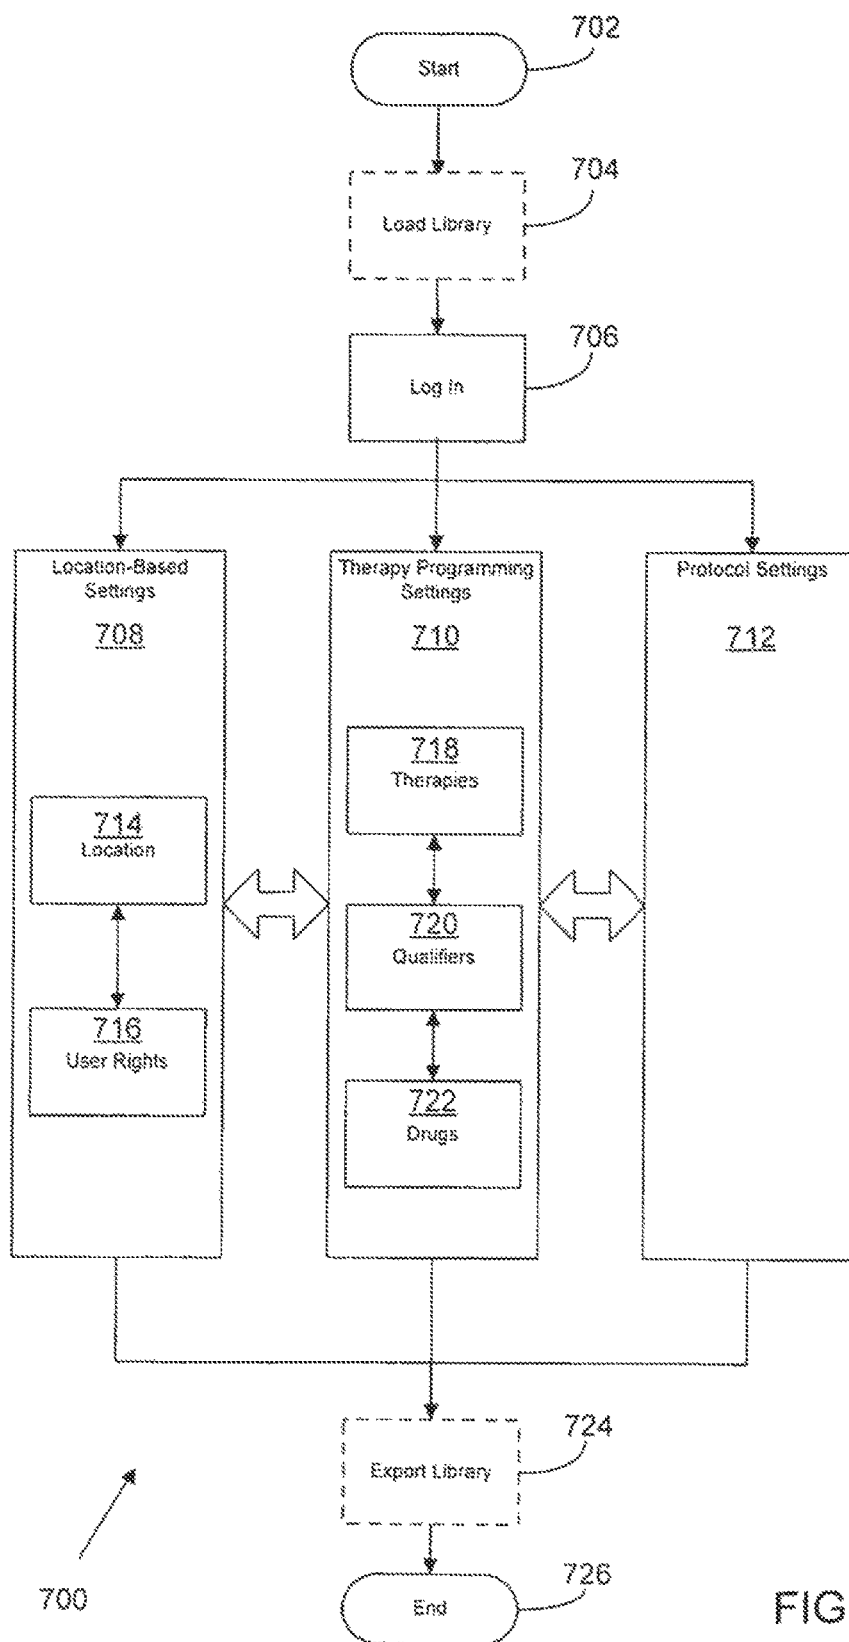 702
Start
704
Load Library
706
Log in
Location-Based
Settings
708
Therapy Programming
Settings
710
Protocol Settings
712
718
Therapies
714
Location
720
Qualifiers
716
User Rights
722
Drugs
724
Export Library
726
End
700
FIG